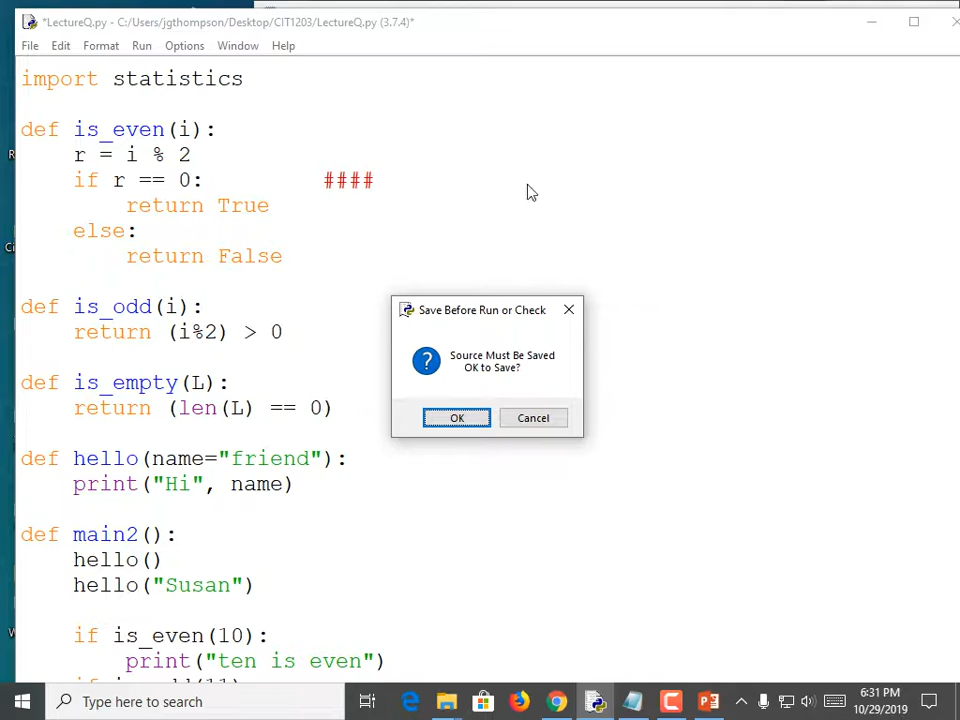 *LectureQ.py - C:/Users/jgthompson/Desktop/CIT1203/LectureQ.py (3.7.4)*
File Edit Format Run Options Window Help
import statistics
def is_even(i):
    r = i % 2
    if r == 0:         ####
        return True
    else:
        return False
def is_odd(i):
    return (i%2) > 0
def is_empty(L):
    return (len(L) == 0)
def hello(name="friend"):
    print("Hi", name)
def main2():
    hello()
    hello("Susan")
    if is_even(10):
        print("ten is even")
Save Before Run or Check
Source Must Be Saved
OK to Save?
OK Cancel
Type here to search
6:31 PM
10/29/2019